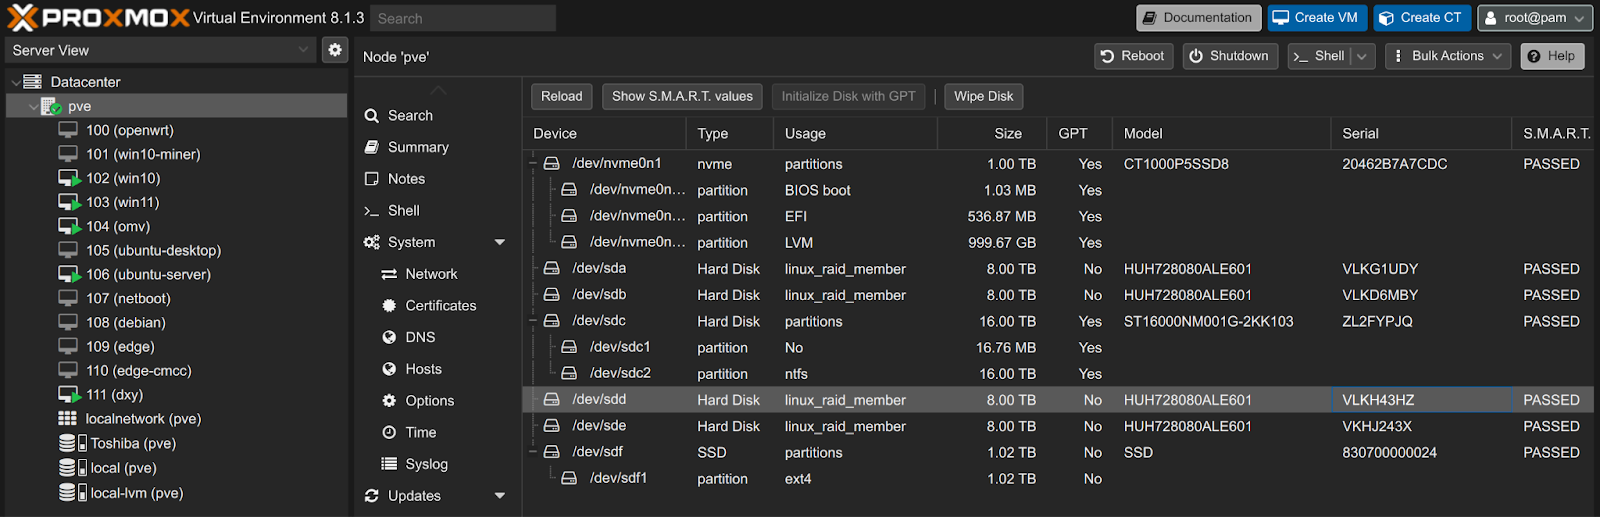 PROXMOX Virtual Environment 8.1.3 Search Documentation Create VM Create CT root@pam
Server View
Node 'pve' Reboot Shutdown Shell Bulk Actions Help
Datacenter
pve
100 (openwrt)
101 (win10-miner)
102 (win10)
103 (win11)
104 (omv)
105 (ubuntu-desktop)
106 (ubuntu-server)
107 (netboot)
108 (debian)
109 (edge)
110 (edge-cmcc)
111 (dxy)
localnetwork (pve)
Toshiba (pve)
local (pve)
local-lvm (pve)
Search
Summary
Notes
Shell
System
Network
Certificates
DNS
Hosts
Options
Time
Syslog
Updates
Reload Show S.M.A.R.T. values Initialize Disk with GPT Wipe Disk
Device Type Usage Size GPT Model Serial S.M.A.R.T.
/dev/nvme0n1 nvme partitions 1.00 TB Yes CT1000P5SSD8 20462B7A7CDC PASSED
/dev/nvme0n... partition BIOS boot 1.03 MB Yes
/dev/nvme0n... partition EFI 536.87 MB Yes
/dev/nvme0n... partition LVM 999.67 GB Yes
/dev/sda Hard Disk linux_raid_member 8.00 TB No HUH728080ALE601 VLKG1UDY PASSED
/dev/sdb Hard Disk linux_raid_member 8.00 TB No HUH728080ALE601 VLKD6MBY PASSED
/dev/sdc Hard Disk partitions 16.00 TB Yes ST16000NM001G-2KK103 ZL2FYPJQ PASSED
/dev/sdc1 partition No 16.76 MB Yes
/dev/sdc2 partition ntfs 16.00 TB Yes
/dev/sdd Hard Disk linux_raid_member 8.00 TB No HUH728080ALE601 VLKH43HZ PASSED
/dev/sde Hard Disk linux_raid_member 8.00 TB No HUH728080ALE601 VKHJ243X PASSED
/dev/sdf SSD partitions 1.02 TB No SSD 830700000024 PASSED
/dev/sdf1 partition ext4 1.02 TB No